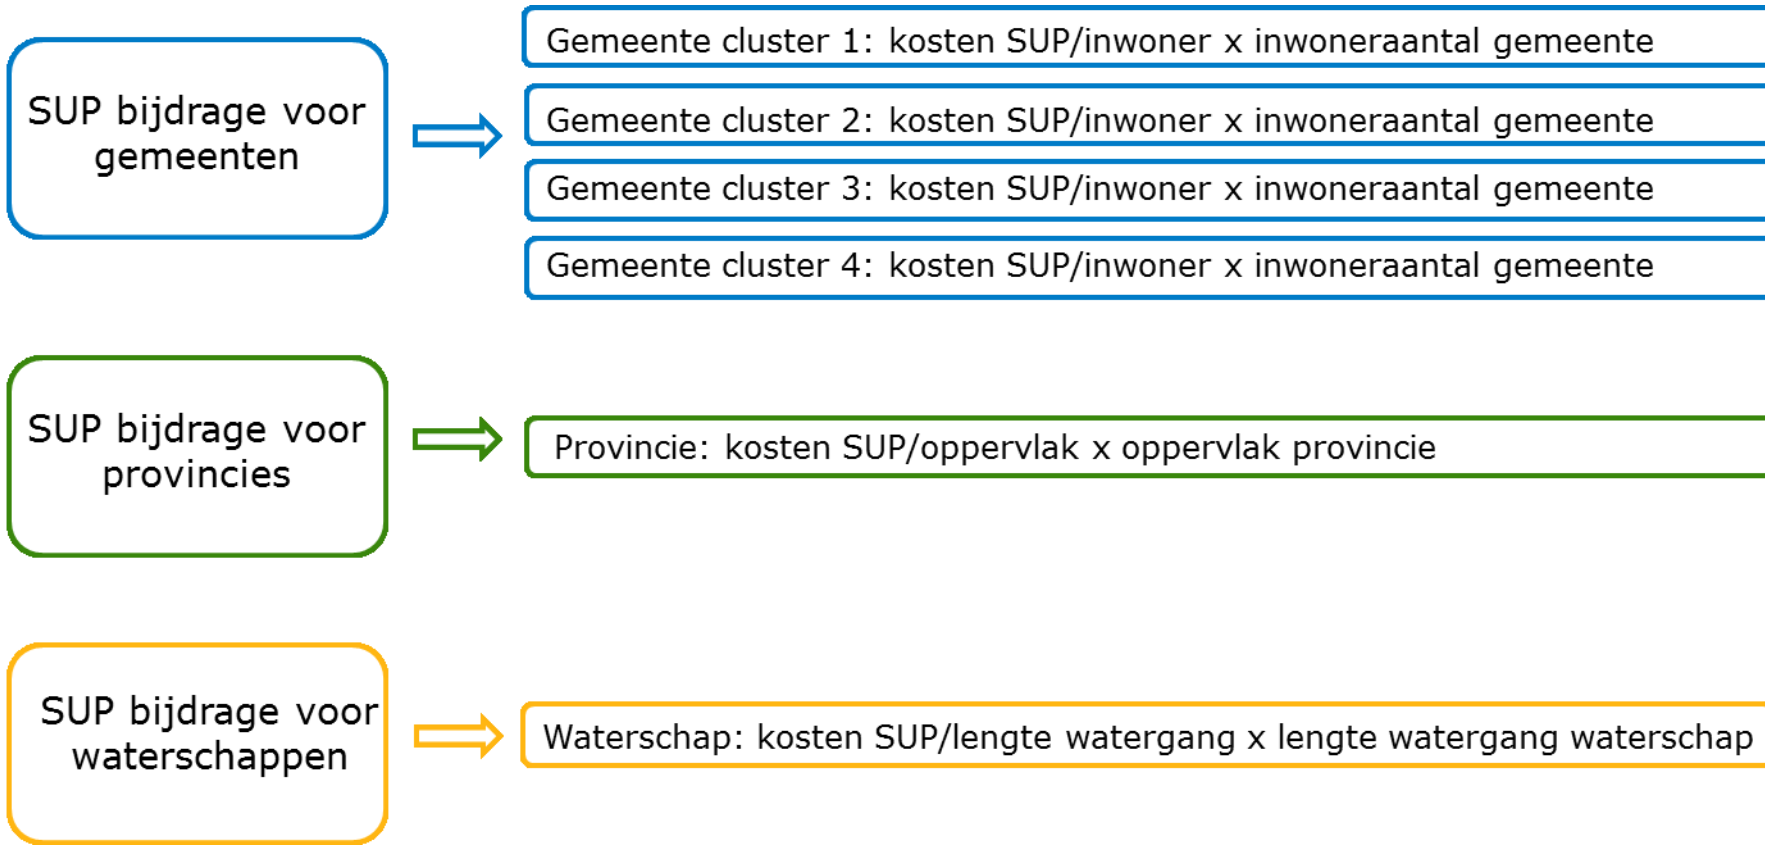 SUP bijdrage voor
gemeenten
Gemeente cluster 1: kosten SUP/inwoner x inwoneraantal gemeente
Gemeente cluster 2: kosten SUP/inwoner x inwoneraantal gemeente
Gemeente cluster 3: kosten SUP/inwoner x inwoneraantal gemeente
Gemeente cluster 4: kosten SUP/inwoner x inwoneraantal gemeente
SUP bijdrage voor
provincies
Provincie: kosten SUP/oppervlak x oppervlak provincie
SUP bijdrage voor
waterschappen
Waterschap: kosten SUP/lengte watergang x lengte watergang waterschap